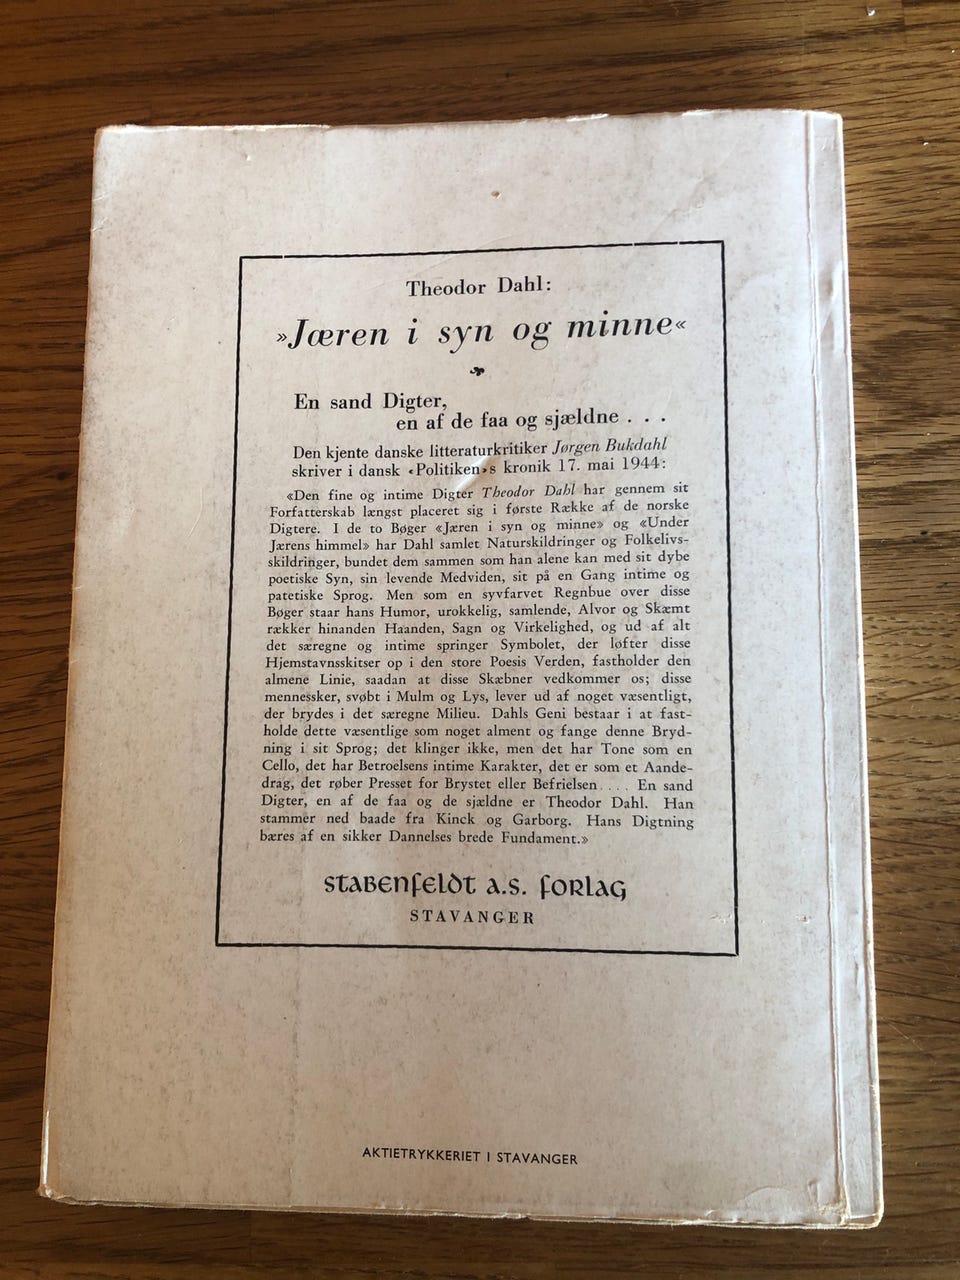 Theodor Dahl:
»Jæren i syn og minne«
En sand Digter,
en af de faa og sjældne . . .
Den kjente danske litteraturkritiker Jørgen Bukdahl
skriver i dansk «Politiken»s kronik 17. mai 1944:
«Den fine og intime Digter Theodor Dahl har gennem sit
Forfatterskab længst placeret sig i første Række af de norske
Digtere. I de to Bøger «Jæren i syn og minne» og «Under
Jærens himmel» har Dahl samlet Naturskildringer og Folkelivs-
skildringer, bundet dem sammen som han alene kan med sit dybe
poetiske Syn, sin levende Medviden, sit på en Gang intime og
patetiske Sprog. Men som en syvfarvet Regnbue over disse
Bøger staar hans Humor, urokkelig, samlende, Alvor og Skæmt
rækker hinanden Haanden, Sagn og Virkelighed, og ud af alt
det særegne og intime springer Symbolet, der løfter disse
Hjemstavnsskitser op i den store Poesis Verden, fastholder den
almene Linie, saadan at disse Skæbner vedkommer os; disse
mennesker, svøbt i Mulm og Lys, lever ud af noget væsentligt,
der brydes i det særegne Milieu. Dahls Geni bestaar i at fast-
holde dette væsentlige som noget alment og fange denne Bryd-
ning i sit Sprog; det klinger ikke, men det har Tone som en
Cello, det har Betroelsens intime Karakter, det er som et Aande-
drag, det røber Presset for Brystet eller Befrielsen . . . . En sand
Digter, en af de faa og de sjældne er Theodor Dahl. Han
stammer ned baade fra Kinck og Garborg. Hans Digtning
bæres af en sikker Dannelses brede Fundament.»
STABENFELDT A.S. FORLAG
STAVANGER
AKTIETRYKKERIET I STAVANGER